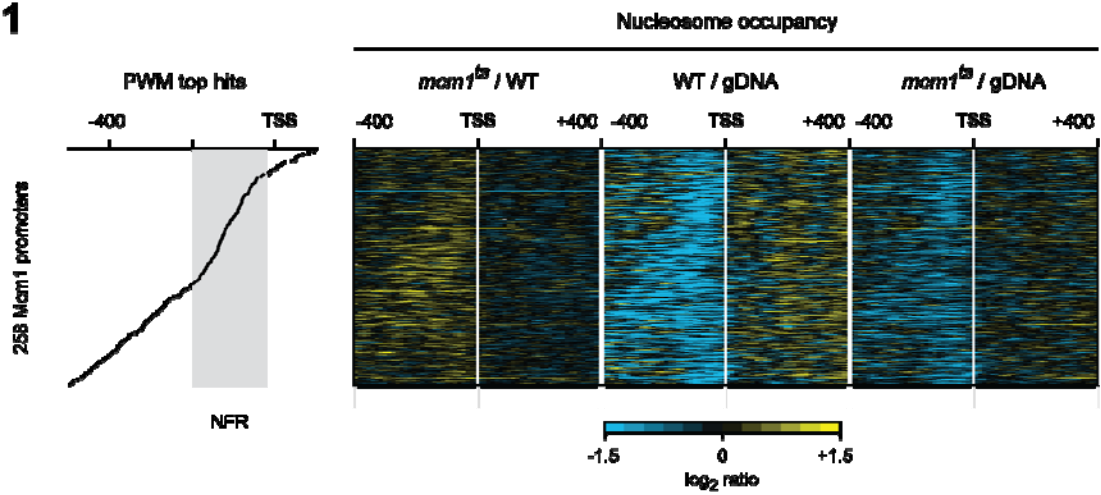 1
Nucleosome occupancy
PWM top hits
mcm1ts / WT
WT / gDNA
mcm1ts / gDNA
-400 TSS
-400 TSS +400
-400 TSS +400
-400 TSS +400
258 Mcm1 promoters
NFR
-1.5 0 +1.5
log2 ratio